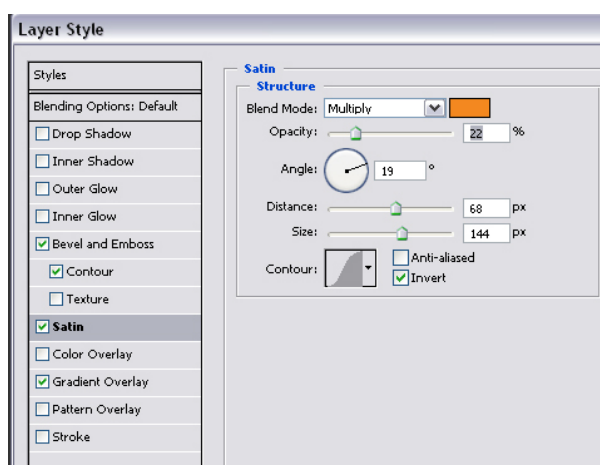 Layer Style
Styles
Blending Options: Default
Drop Shadow
Inner Shadow
Outer Glow
Inner Glow
Bevel and Emboss
Contour
Texture
Satin
Color Overlay
Gradient Overlay
Pattern Overlay
Stroke
Satin
Structure
Blend Mode: Multiply
Opacity: 22 %
Angle: 19 °
Distance: 68 px
Size: 144 px
Contour: Anti-aliased
Invert